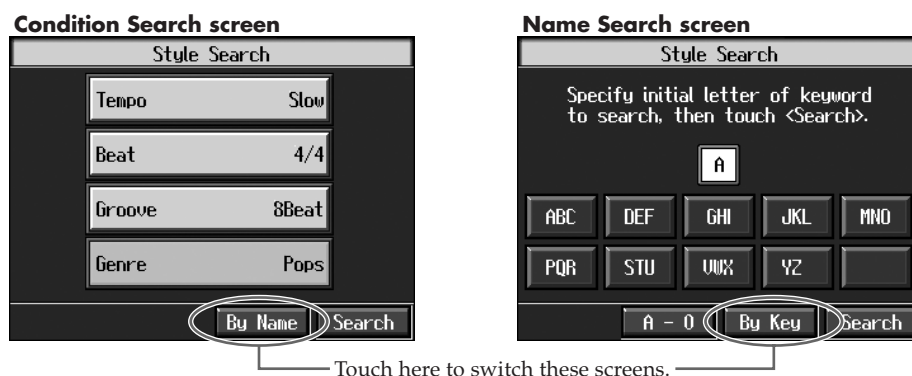 Condition Search screen
Style Search
Tempo Slow
Beat 4/4
Groove 8Beat
Genre Pops
By Name Search
Name Search screen
Style Search
Specify initial letter of keyword
to search, then touch <Search>.
A
ABC DEF GHI JKL MNO
PQR STU VWX YZ
A - 0 By Key Search
Touch here to switch these screens.